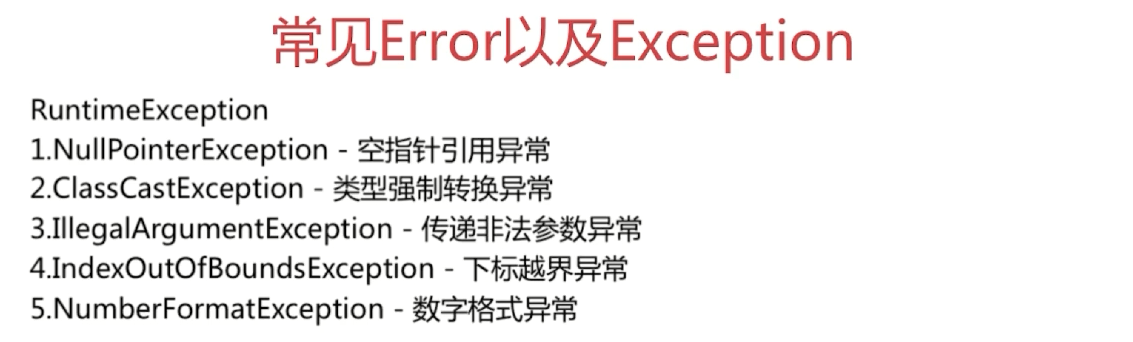 常见Error以及Exception
RuntimeException
1.NullPointerException - 空指针引用异常
2.ClassCastException - 类型强制转换异常
3.IllegalArgumentException - 传递非法参数异常
4.IndexOutOfBoundsException - 下标越界异常
5.NumberFormatException - 数字格式异常